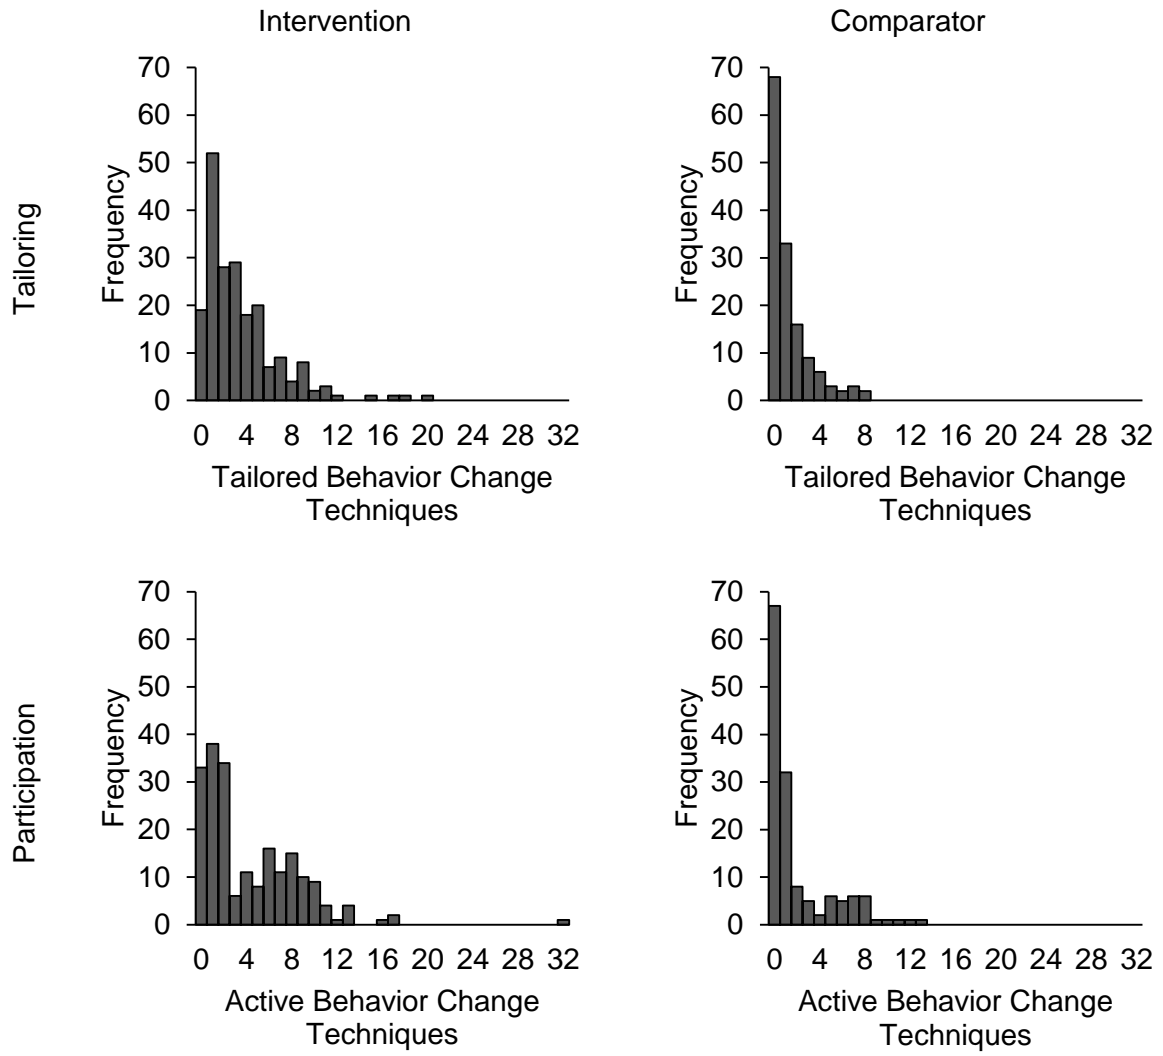 Intervention
Comparator
Tailoring
Frequency
70
60
50
40
30
20
10
0
0 4 8 12 16 20 24 28 32
Tailored Behavior Change
Techniques
Frequency
70
60
50
40
30
20
10
0
0 4 8 12 16 20 24 28 32
Tailored Behavior Change
Techniques
Participation
Frequency
70
60
50
40
30
20
10
0
0 4 8 12 16 20 24 28 32
Active Behavior Change
Techniques
Frequency
70
60
50
40
30
20
10
0
0 4 8 12 16 20 24 28 32
Active Behavior Change
Techniques